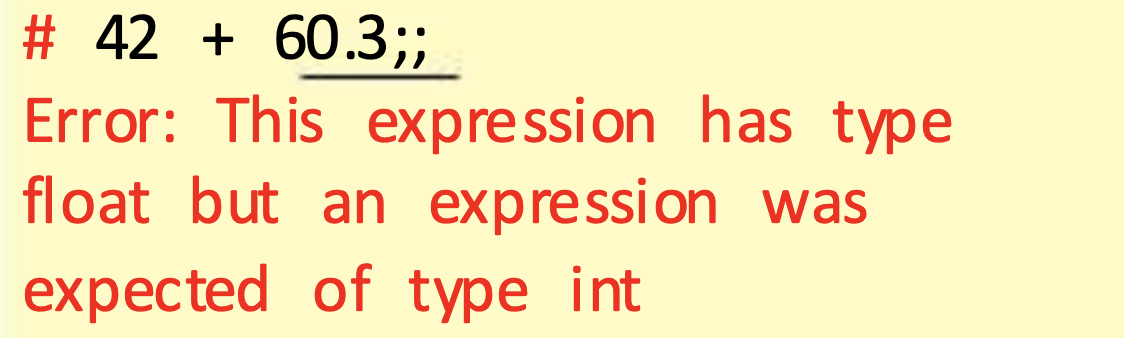 # 42 + 60.3;;
Error: This expression has type
float but an expression was
expected of type int